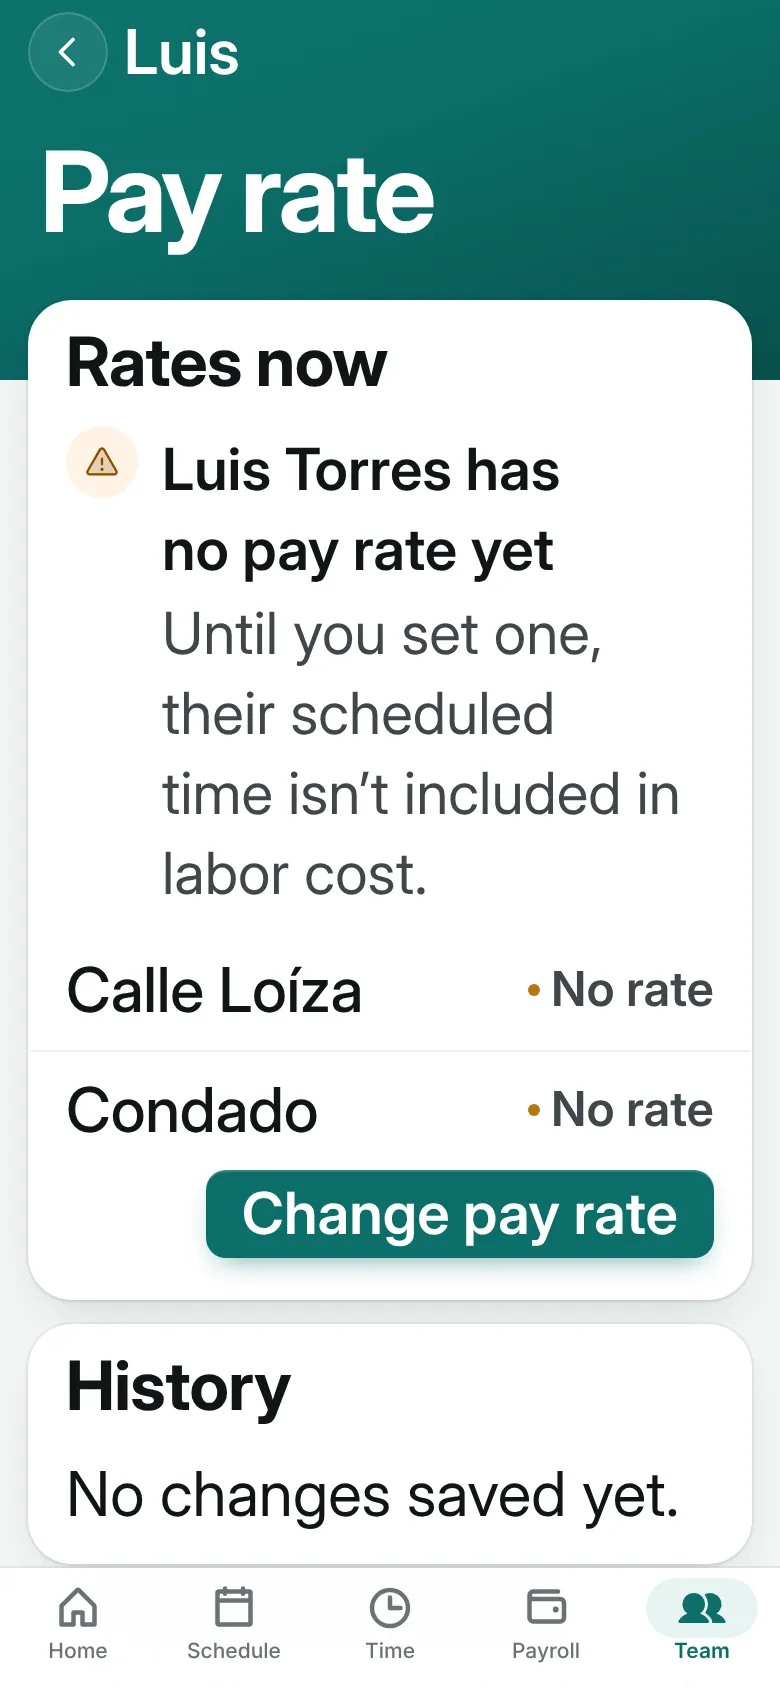 Luis
Pay rate
Rates now
Luis Torres has
no pay rate yet
Until you set one,
their scheduled
time isn’t included in
labor cost.
Calle Loíza
• No rate
Condado
• No rate
Change pay rate
History
No changes saved yet.
Home
Schedule
Time
Payroll
Team